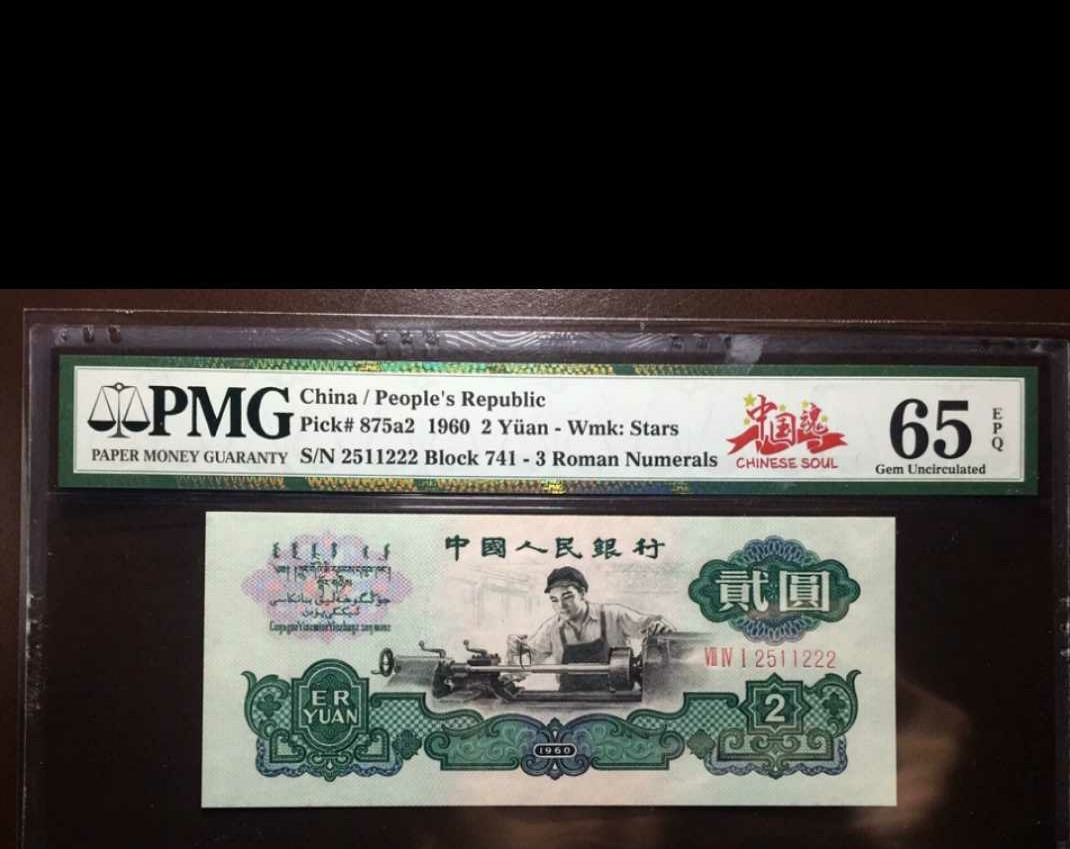 PMG
PAPER MONEY GUARANTY
China / People's Republic
Pick# 875a2 1960 2 Yüan - Wmk: Stars
S/N 2511222 Block 741 - 3 Roman Numerals
中国魂
CHINESE SOUL
65
EPQ
Gem Uncirculated
中國人民銀行
貳圓
VII IV I 2511222
ER
YUAN
2
1960